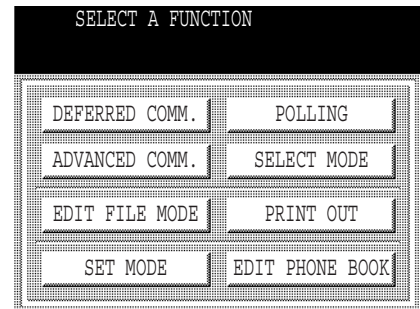 SELECT A FUNCTION
DEFERRED COMM. POLLING
ADVANCED COMM. SELECT MODE
EDIT FILE MODE PRINT OUT
SET MODE EDIT PHONE BOOK